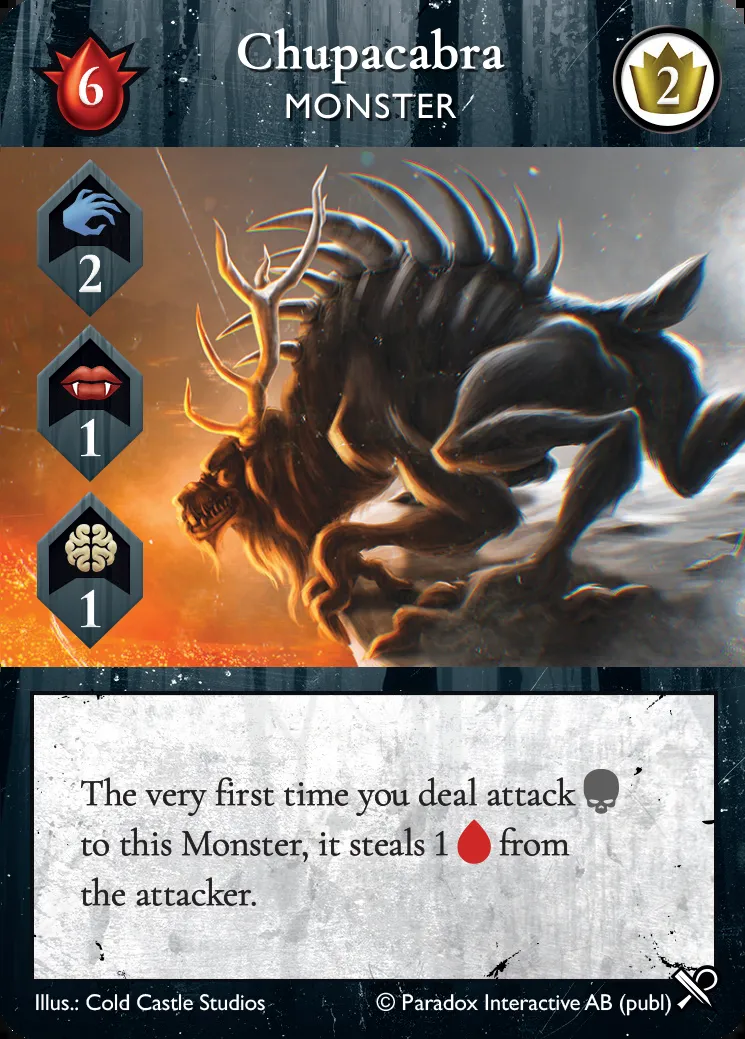 6
Chupacabra
MONSTER
2
2
1
1
The very first time you deal attack
to this Monster, it steals 1 from
the attacker.
Illus.: Cold Castle Studios
© Paradox Interactive AB (publ)